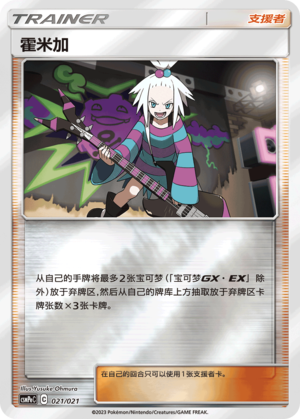 TRAINER
支援者
霍米加
从自己的手牌将最多2张宝可梦(「宝可梦GX・EX」除
外)放于弃牌区,然后从自己的牌库上方抽取放于弃牌区卡
牌张数×3张卡牌。
Illus.Yusuke Ohmura
在自己的回合只可以使用1张支援者卡。
C
021/021
©2023 Pokémon/Nintendo/Creatures/GAME FREAK.